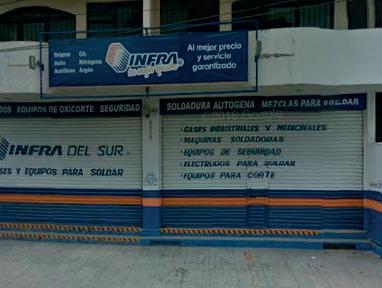 Oxígeno CO₂
Helio Nitrógeno
Acetileno Argón
INFRA
Al mejor precio
y servicio
garantizado
EQUIPOS DE OXICORTE SEGURIDAD
SOLDADURA AUTOGENA MEZCLAS PARA SOLDAR
INFRA DEL SUR
SES Y EQUIPOS PARA SOLDAR
· GASES INDUSTRIALES Y MEDICINALES
· MAQUINAS SOLDADORAS
· EQUIPOS DE SEGURIDAD
· ELECTRODOS PARA SOLDAR
· EQUIPOS PARA CORTE